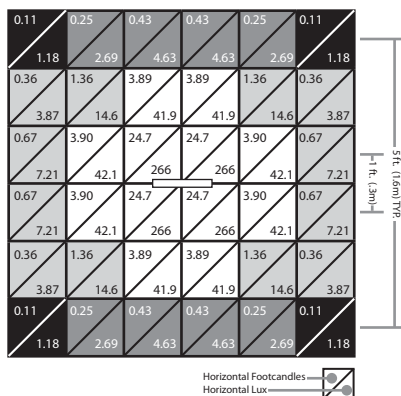 0.11 0.25 0.43 0.43 0.25 0.11
1.18 2.69 4.63 4.63 2.69 1.18
0.36 1.36 3.89 3.89 1.36 0.36
3.87 14.6 41.9 41.9 14.6 3.87
0.67 3.90 24.7 24.7 3.90 0.67
7.21 42.1 266 266 42.1 7.21
0.67 3.90 24.7 24.7 3.90 0.67
7.21 42.1 266 266 42.1 7.21
0.36 1.36 3.89 3.89 1.36 0.36
3.87 14.6 41.9 41.9 14.6 3.87
0.11 0.25 0.43 0.43 0.25 0.11
1.18 2.69 4.63 4.63 2.69 1.18
1 ft. (.3m)
5 ft. (1.6m) TYP.
Horizontal Footcandles
Horizontal Lux